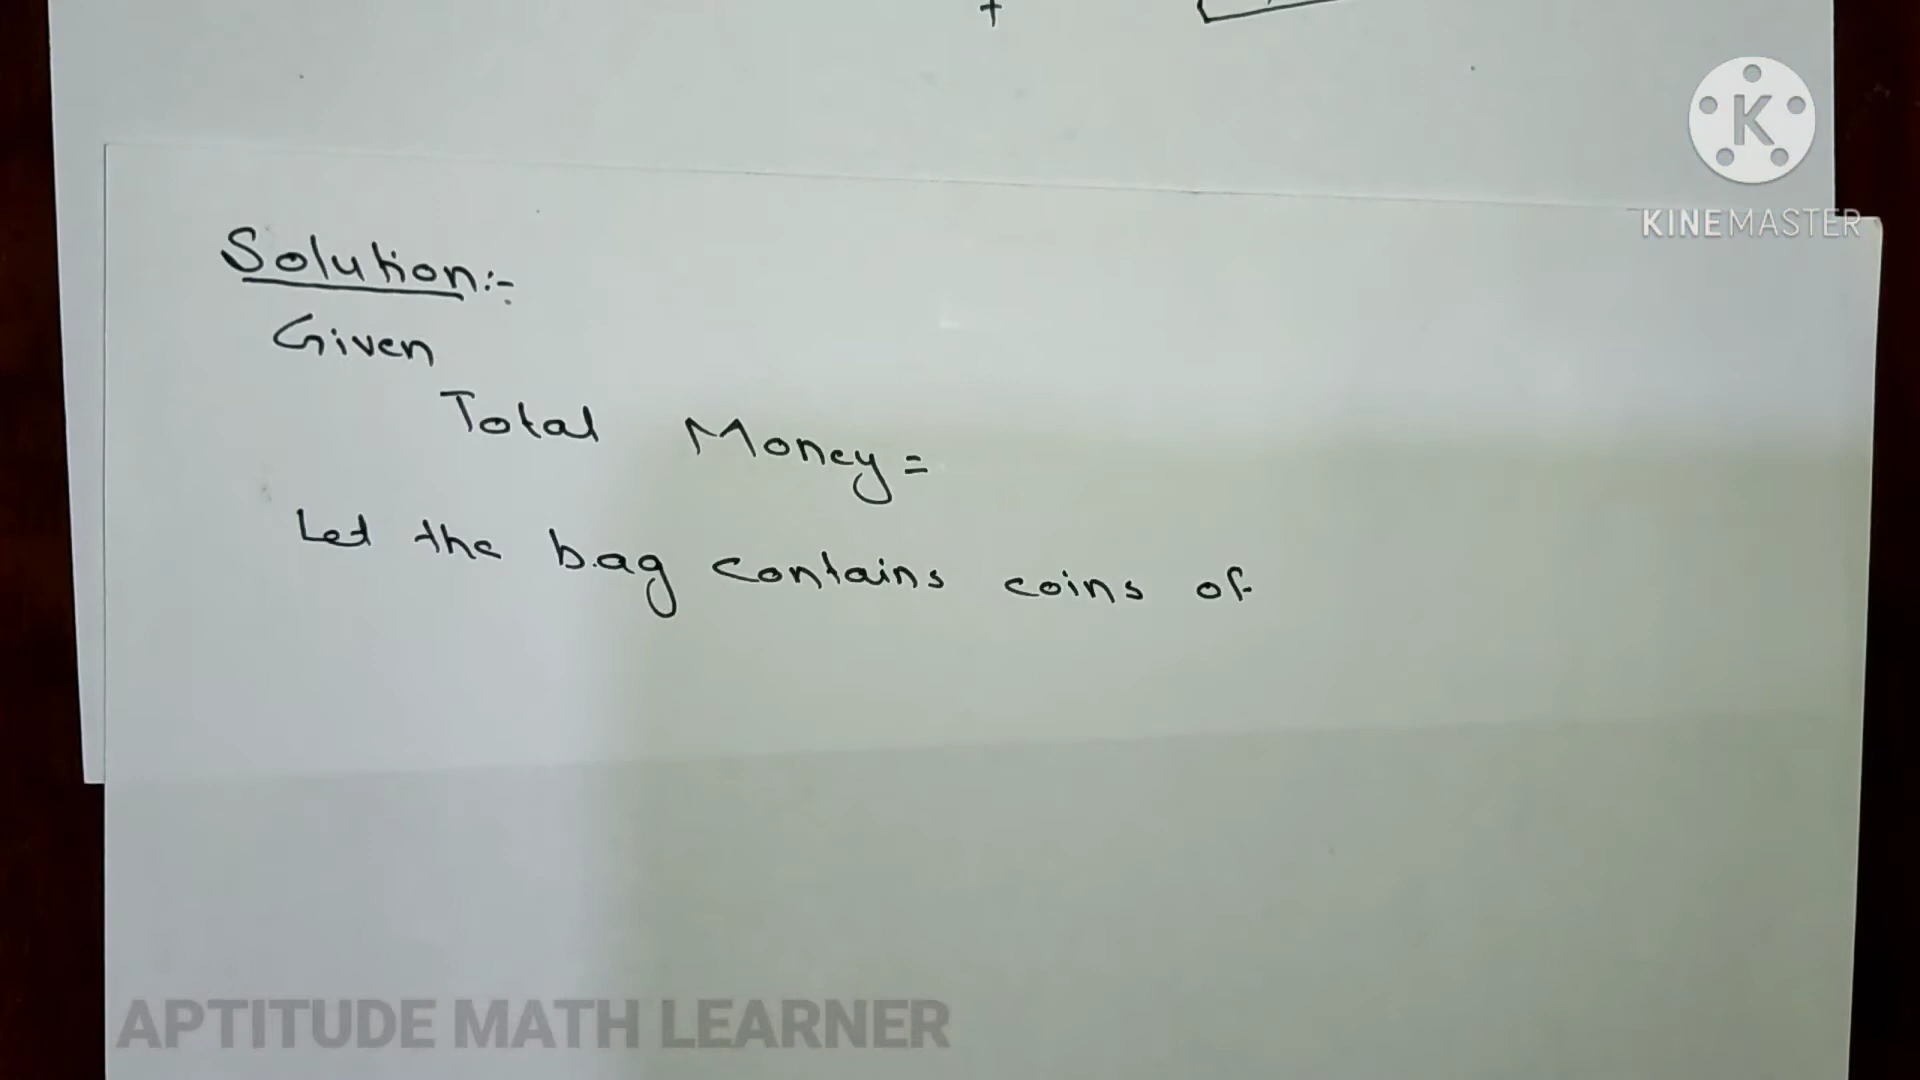 K
KINEMASTER
Solution:-
Given
Total Money=
Let the bag contains coins of
APTITUDE MATH LEARNER